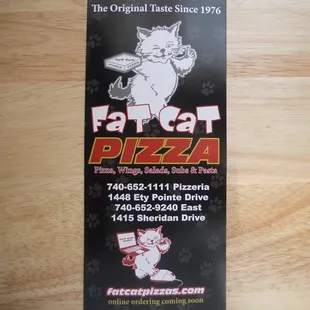 The Original Taste Since 1976
FAT CAT
PIZZA
Pizza, Wings, Salads, Subs & Pasta
740-652-1111 Pizzeria
1448 Ety Pointe Drive
740-652-9240 East
1415 Sheridan Drive
fatcatpizzas.com
online ordering coming soon